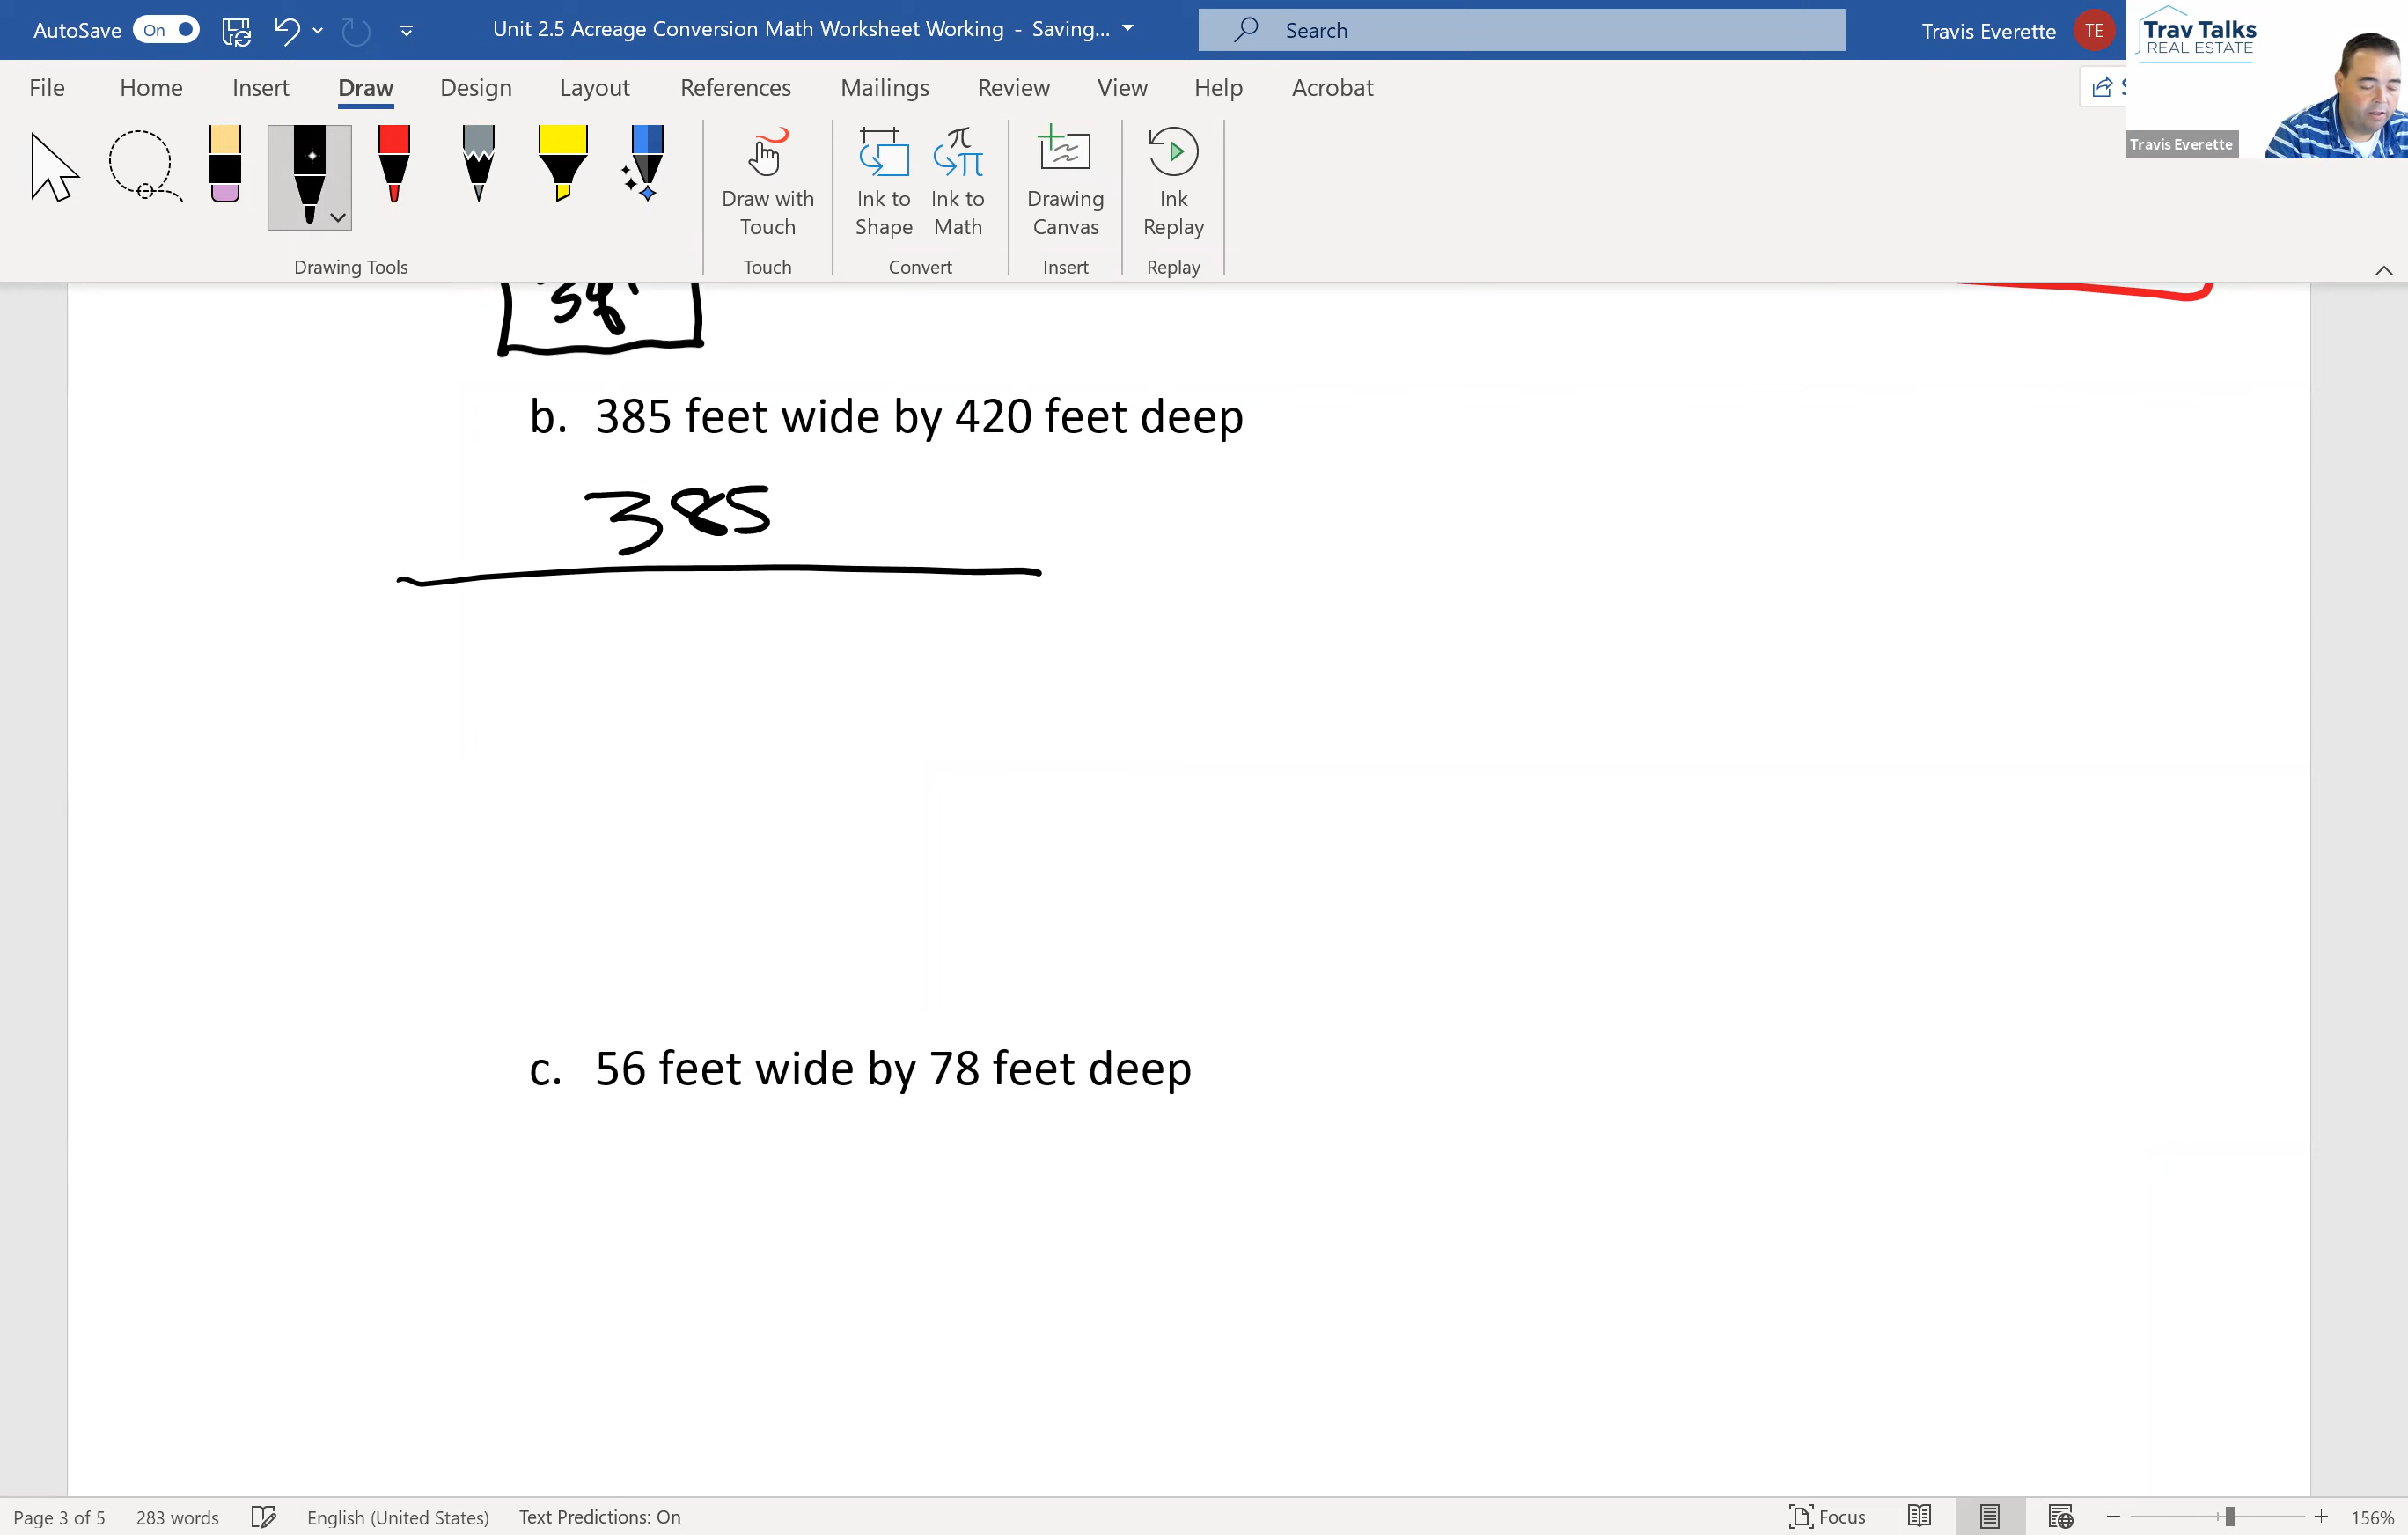 AutoSave On
Unit 2.5 Acreage Conversion Math Worksheet Working - Saving...
Search
Travis Everette TE
Trav Talks
REAL ESTATE
File Home Insert Draw Design Layout References Mailings Review View Help Acrobat
Travis Everette
Draw with Touch
Ink to Shape
Ink to Math
Drawing Canvas
Ink Replay
Drawing Tools Touch Convert Insert Replay
b. 385 feet wide by 420 feet deep
385
c. 56 feet wide by 78 feet deep
Page 3 of 5 283 words English (United States) Text Predictions: On Focus 156%